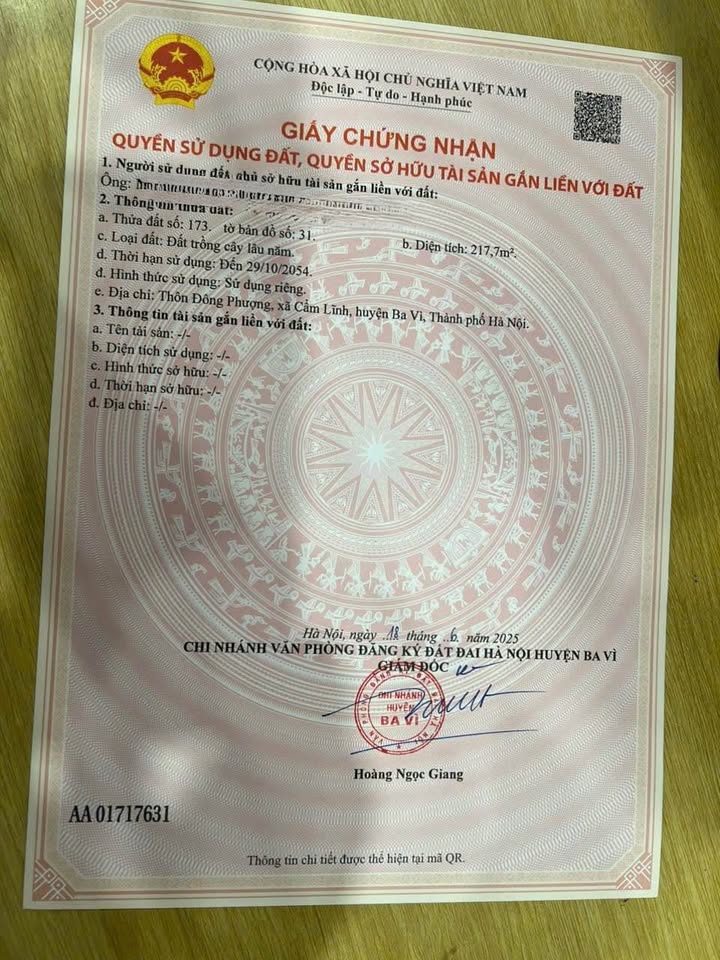 CỘNG HÒA XÃ HỘI CHỦ NGHĨA VIỆT NAM
Độc lập - Tự do - Hạnh phúc
GIẤY CHỨNG NHẬN
QUYỀN SỬ DỤNG ĐẤT, QUYỀN SỞ HỮU TÀI SẢN GẮN LIỀN VỚI ĐẤT
1. Người sử dụng đất, chủ sở hữu tài sản gắn liền với đất:
Ông:
2. Thông tin thửa đất:
a. Thửa đất số: 173. tờ bản đồ số: 31. b. Diện tích: 217,7m².
c. Loại đất: Đất trồng cây lâu năm.
d. Thời hạn sử dụng: Đến 29/10/2054.
đ. Hình thức sử dụng: Sử dụng riêng.
e. Địa chỉ: Thôn Đông Phượng, xã Cẩm Lĩnh, huyện Ba Vì, Thành phố Hà Nội.
3. Thông tin tài sản gắn liền với đất:
a. Tên tài sản: -/-
b. Diện tích sử dụng: -/-
c. Hình thức sở hữu: -/-
d. Thời hạn sở hữu: -/-
đ. Địa chỉ: -/-
Hà Nội, ngày ..18 tháng ..6. năm 2025
CHI NHÁNH VĂN PHÒNG ĐĂNG KÝ ĐẤT ĐAI HÀ NỘI HUYỆN BA VÌ
GIÁM ĐỐC
CHI NHÁNH
HUYỆN
BA VÌ
Hoàng Ngọc Giang
AA 01717631
Thông tin chi tiết được thể hiện tại mã QR.